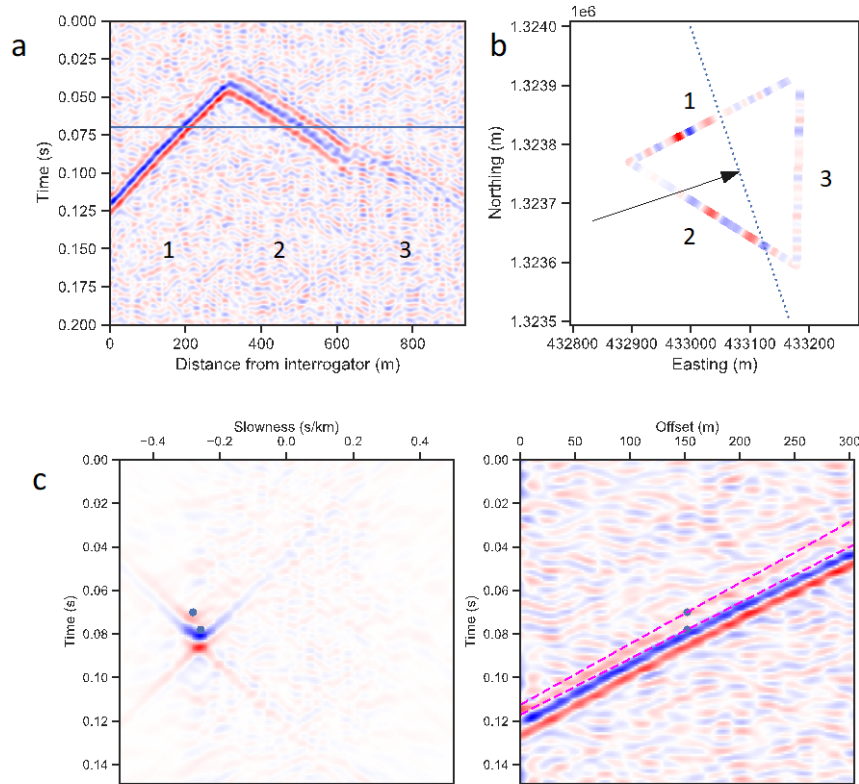 a
0.000
0.025
0.050
0.075
0.100
0.125
0.150
0.175
0.200
Time (s)
1
2
3
0
200
400
600
800
Distance from interrogator (m)
b
1e6
1.3240
1.3239
1.3238
1.3237
1.3236
1.3235
Northing (m)
1
2
3
432800 432900 433000 433100 433200
Easting (m)
c
Slowness (s/km)
−0.4 −0.2 0.0 0.2 0.4
0.00
0.02
0.04
0.06
0.08
0.10
0.12
0.14
Time (s)
Offset (m)
0 50 100 150 200 250 300
0.00
0.02
0.04
0.06
0.08
0.10
0.12
0.14
Time (s)